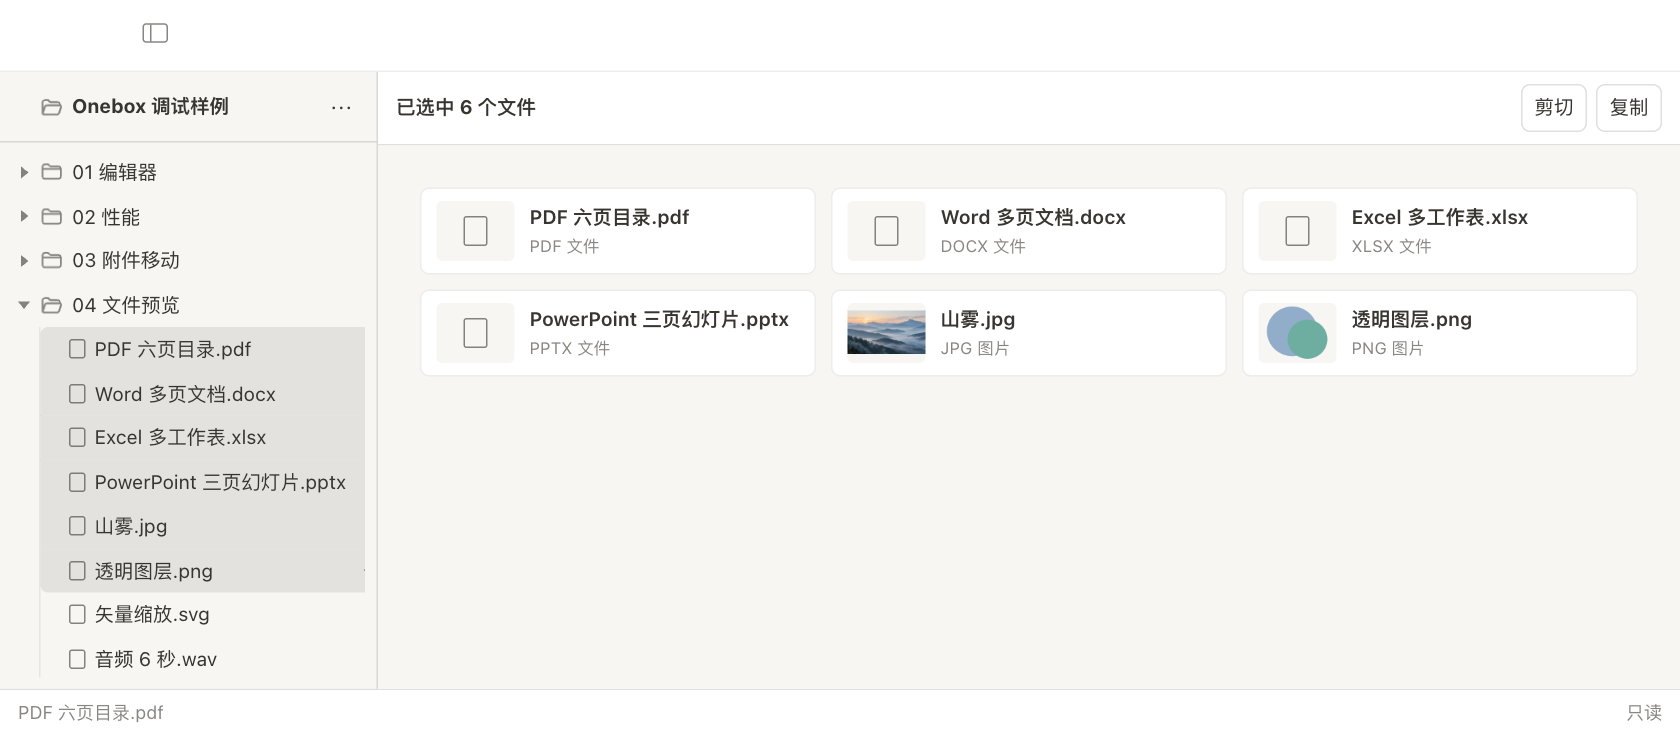 Onebox 调试样例
01 编辑器
02 性能
03 附件移动
04 文件预览
PDF 六页目录.pdf
Word 多页文档.docx
Excel 多工作表.xlsx
PowerPoint 三页幻灯片.pptx
山雾.jpg
透明图层.png
矢量缩放.svg
音频 6 秒.wav
已选中 6 个文件
剪切
复制
PDF 六页目录.pdf
PDF 文件
Word 多页文档.docx
DOCX 文件
Excel 多工作表.xlsx
XLSX 文件
PowerPoint 三页幻灯片.pptx
PPTX 文件
山雾.jpg
JPG 图片
透明图层.png
PNG 图片
PDF 六页目录.pdf
只读